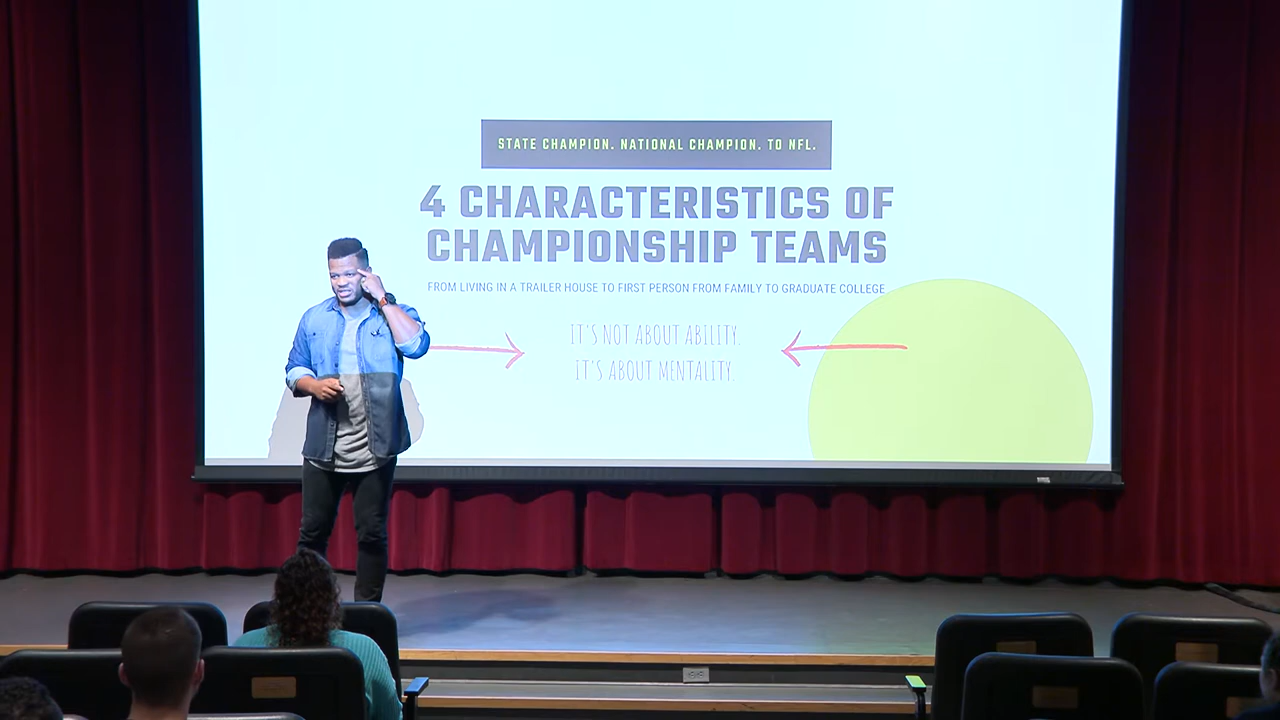 STATE CHAMPION. NATIONAL CHAMPION. TO NFL.
4 CHARACTERISTICS OF
CHAMPIONSHIP TEAMS
FROM LIVING IN A TRAILER HOUSE TO FIRST PERSON FROM FAMILY TO GRADUATE COLLEGE
IT'S NOT ABOUT ABILITY.
IT'S ABOUT MENTALITY.